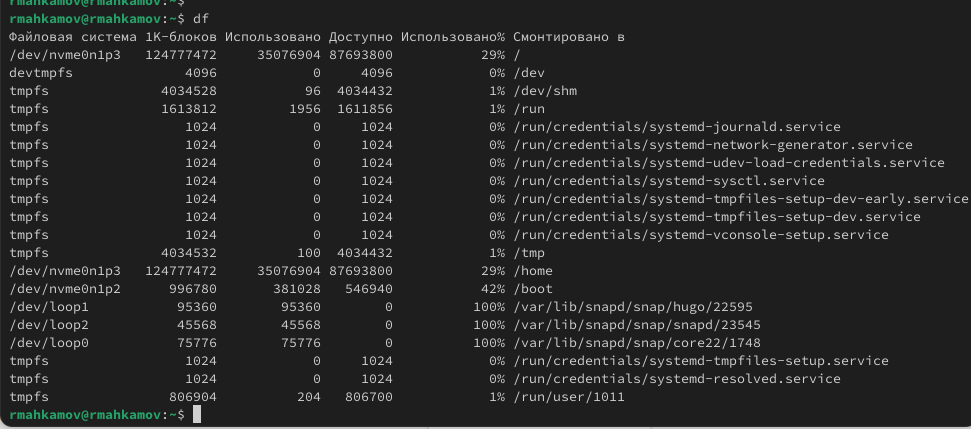 rmahkamov@rmahkamov:~$
rmahkamov@rmahkamov:~$ df
Файловая система 1K-блоков Использовано Доступно Использовано% Смонтировано в
/dev/nvme0n1p3 124777472 35076904 87693800 29% /
devtmpfs 4096 0 4096 0% /dev
tmpfs 4034528 96 4034432 1% /dev/shm
tmpfs 1613812 1956 1611856 1% /run
tmpfs 1024 0 1024 0% /run/credentials/systemd-journald.service
tmpfs 1024 0 1024 0% /run/credentials/systemd-network-generator.service
tmpfs 1024 0 1024 0% /run/credentials/systemd-udev-load-credentials.service
tmpfs 1024 0 1024 0% /run/credentials/systemd-sysctl.service
tmpfs 1024 0 1024 0% /run/credentials/systemd-tmpfiles-setup-dev-early.service
tmpfs 1024 0 1024 0% /run/credentials/systemd-tmpfiles-setup-dev.service
tmpfs 1024 0 1024 0% /run/credentials/systemd-vconsole-setup.service
tmpfs 4034532 100 4034432 1% /tmp
/dev/nvme0n1p3 124777472 35076904 87693800 29% /home
/dev/nvme0n1p2 996780 381028 546940 42% /boot
/dev/loop1 95360 95360 0 100% /var/lib/snapd/snap/hugo/22595
/dev/loop2 45568 45568 0 100% /var/lib/snapd/snap/snapd/23545
/dev/loop0 75776 75776 0 100% /var/lib/snapd/snap/core22/1748
tmpfs 1024 0 1024 0% /run/credentials/systemd-tmpfiles-setup.service
tmpfs 1024 0 1024 0% /run/credentials/systemd-resolved.service
tmpfs 806904 204 806700 1% /run/user/1011
rmahkamov@rmahkamov:~$